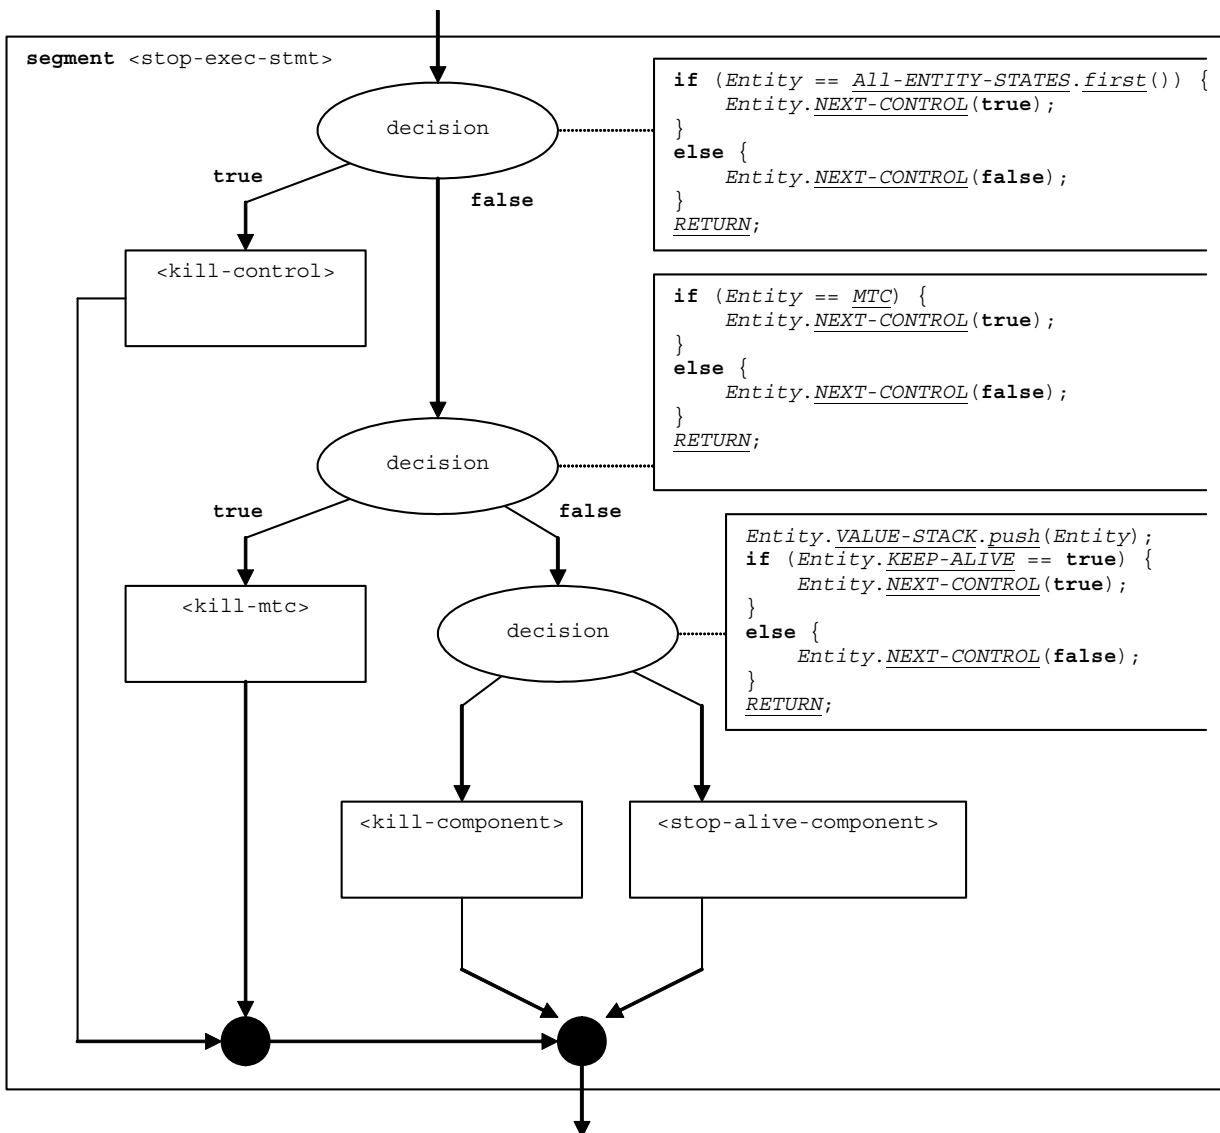 segment <stop-exec-stmt>
decision
if (Entity == All-ENTITY-STATES.first()) {
Entity.NEXT-CONTROL(true);
}
else {
Entity.NEXT-CONTROL(false);
}
RETURN;
true
false
<kill-control>
if (Entity == MTC) {
Entity.NEXT-CONTROL(true);
}
else {
Entity.NEXT-CONTROL(false);
}
RETURN;
decision
true
false
Entity.VALUE-STACK.push(Entity);
if (Entity.KEEP-ALIVE == true) {
Entity.NEXT-CONTROL(true);
}
else {
Entity.NEXT-CONTROL(false);
}
RETURN;
<kill-mtc>
decision
<kill-component>
<stop-alive-component>